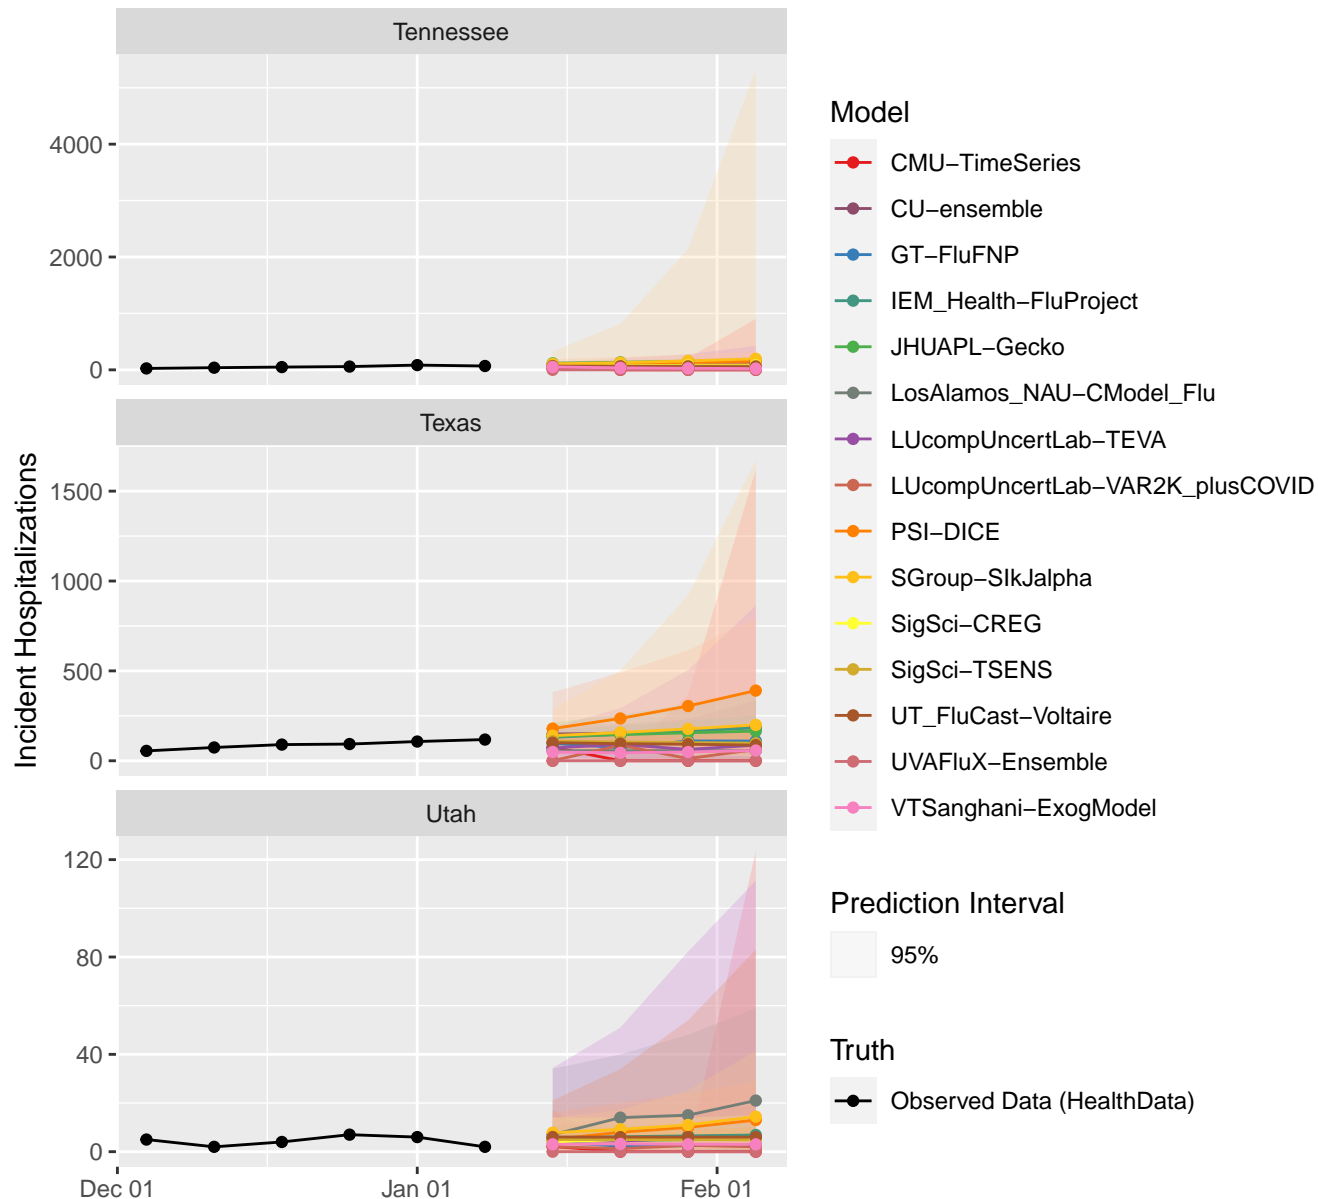 Tennessee
4000
2000
0
Texas
1500
1000
500
0
Utah
120
80
40
0
Dec 01
Jan 01
Feb 01
Incident Hospitalizations
Model
CMU−TimeSeries
CU−ensemble
GT−FluFNP
IEM_Health−FluProject
JHUAPL−Gecko
LosAlamos_NAU−CModel_Flu
LUcompUncertLab−TEVA
LUcompUncertLab−VAR2K_plusCOVID
PSI−DICE
SGroup−SIkJalpha
SigSci−CREG
SigSci−TSENS
UT_FluCast−Voltaire
UVAFluX−Ensemble
VTSanghani−ExogModel
Prediction Interval
95%
Truth
Observed Data (HealthData)